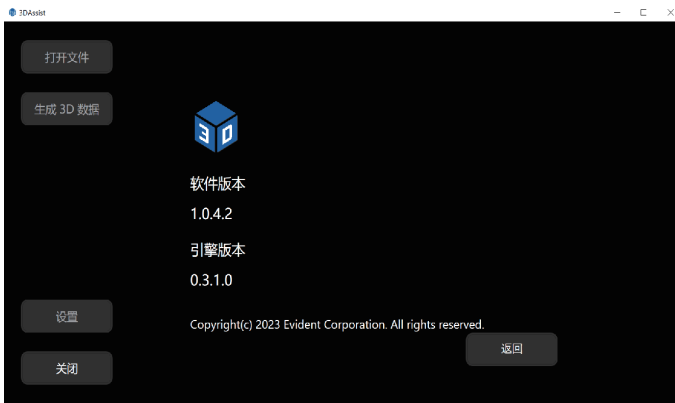 3DAssist
打开文件
生成 3D 数据
3D
软件版本
1.0.4.2
引擎版本
0.3.1.0
设置
Copyright(c) 2023 Evident Corporation. All rights reserved.
返回
关闭